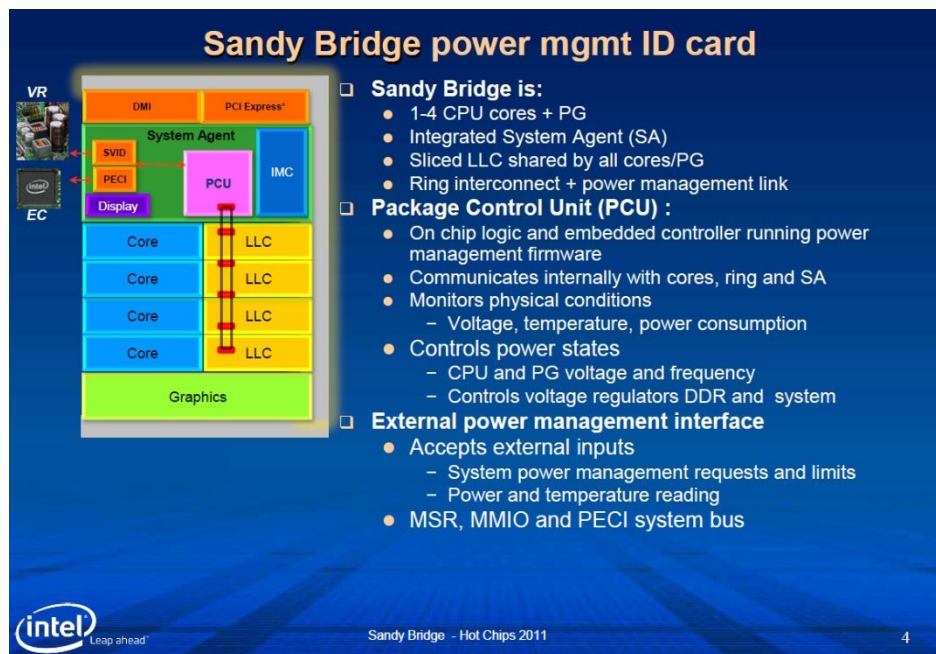 Sandy Bridge power mgmt ID card
VR
EC
DMI
PCI Express*
System Agent
SVID
PECI
Display
PCU
IMC
Core
LLC
Core
LLC
Core
LLC
Core
LLC
Graphics
intel
Sandy Bridge is:
1-4 CPU cores + PG
Integrated System Agent (SA)
Sliced LLC shared by all cores/PG
Ring interconnect + power management link
Package Control Unit (PCU) :
On chip logic and embedded controller running power
management firmware
Communicates internally with cores, ring and SA
Monitors physical conditions
– Voltage, temperature, power consumption
Controls power states
– CPU and PG voltage and frequency
– Controls voltage regulators DDR and system
External power management interface
Accepts external inputs
– System power management requests and limits
– Power and temperature reading
MSR, MMIO and PECI system bus
intel
Leap ahead™
Sandy Bridge - Hot Chips 2011
4